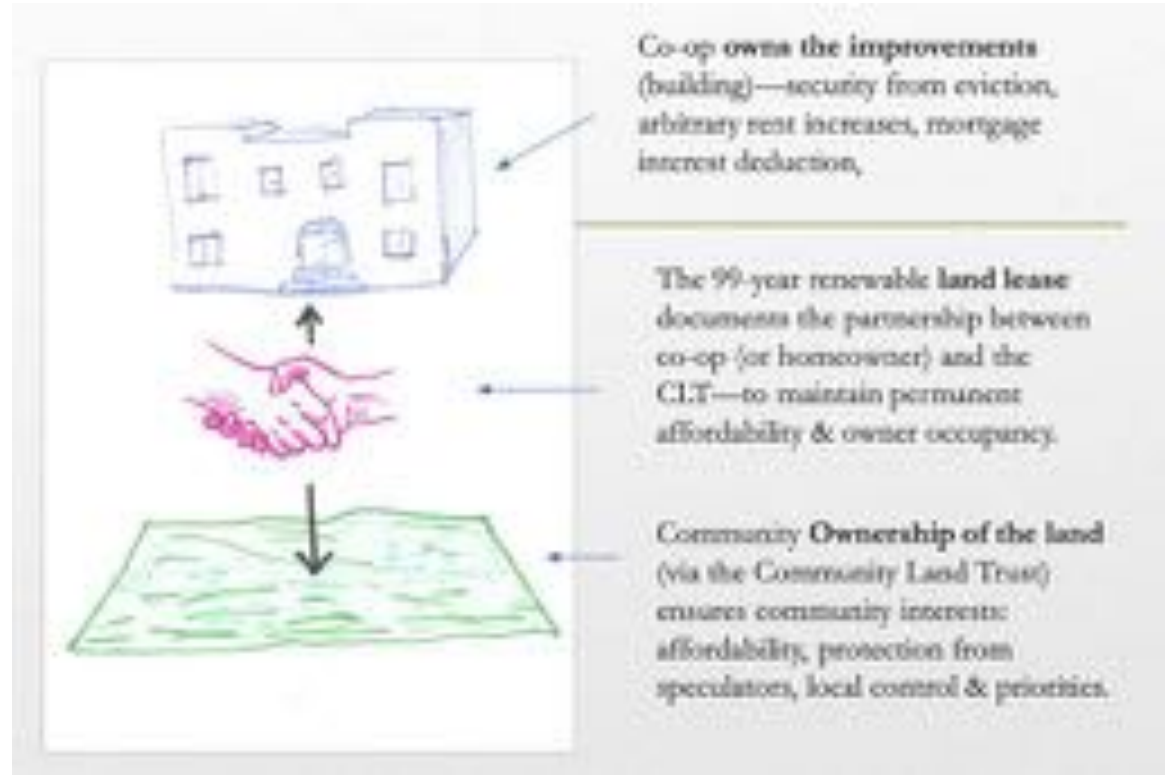 Co-op owns the improvements
(building)—security from eviction,
arbitrary rent increases, mortgage
interest deduction,
The 99-year renewable land lease
documents the partnership between
co-op (or homeowner) and the
CLT—to maintain permanent
affordability & owner occupancy.
Community Ownership of the land
(via the Community Land Trust)
ensures community interests:
affordability, protection from
speculators, local control & priorities.